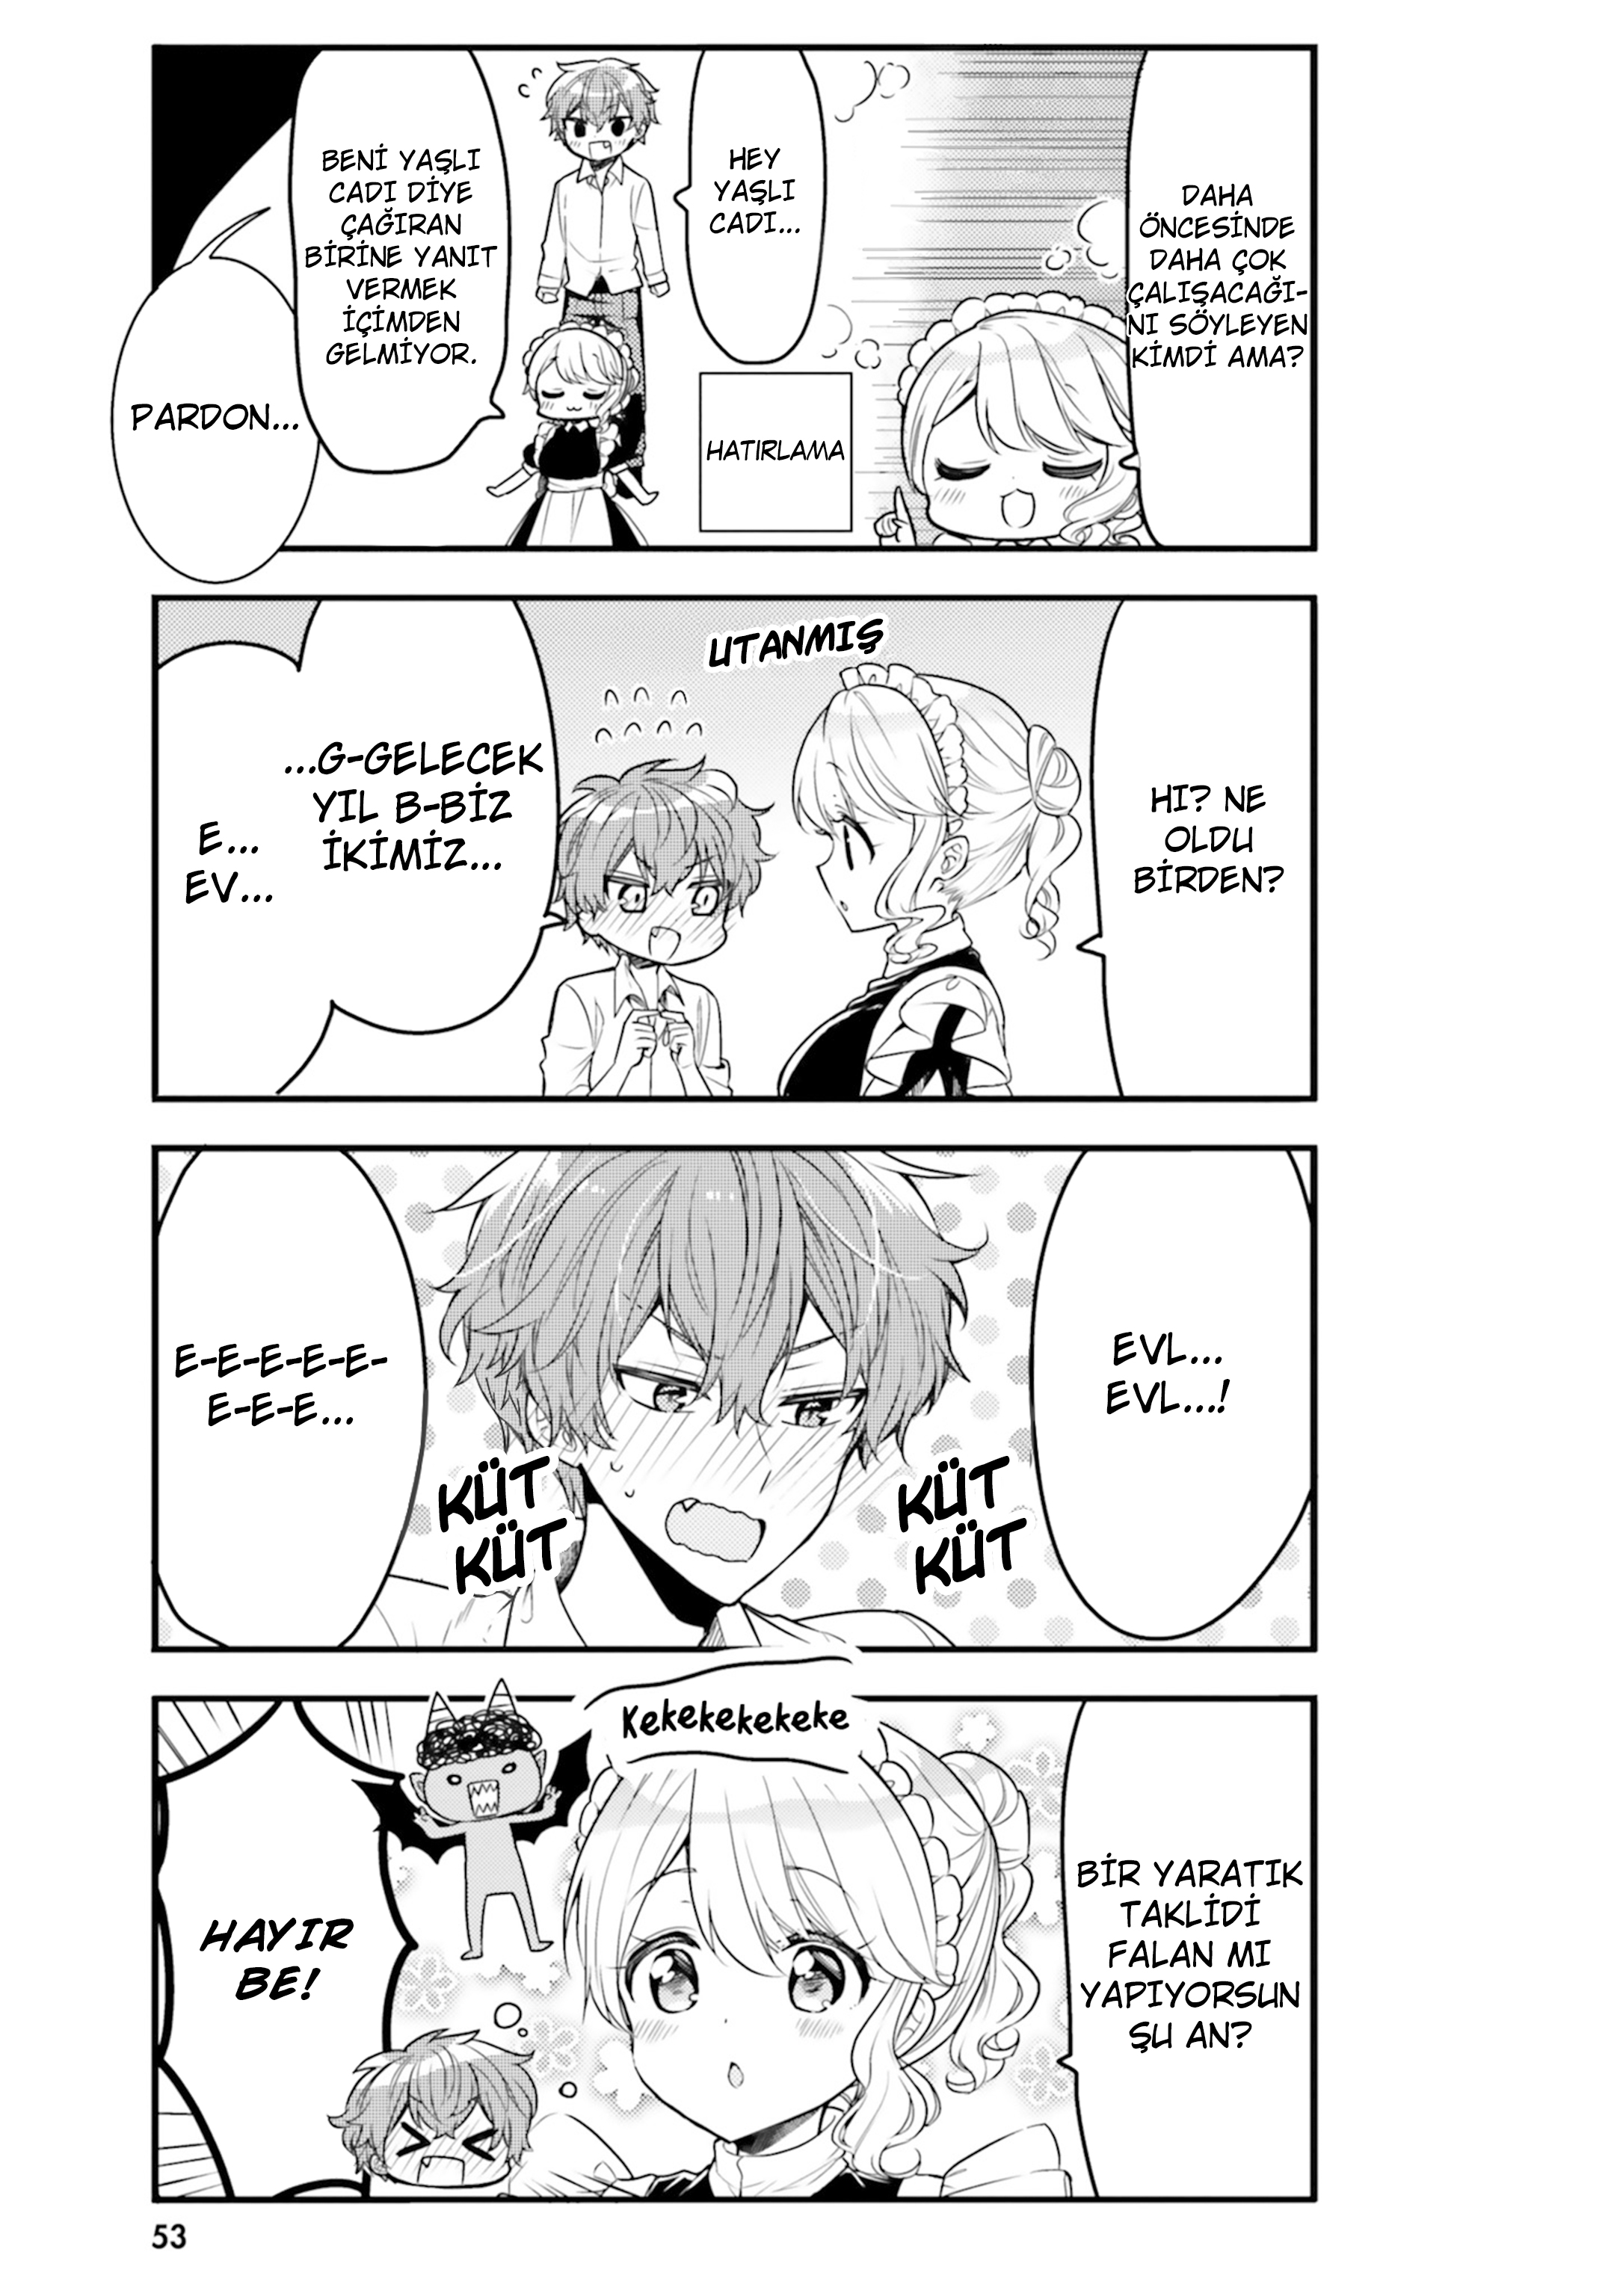 DAHA
ÖNCESİNDE
DAHA ÇOK
ÇALIŞACAĞI-
NI SÖYLEYEN
KİMDİ AMA?
HEY
YAŞLI
CADI...
HATIRLAMA
BENİ YAŞLI
CADI DİYE
ÇAĞIRAN
BİRİNE YANIT
VERMEK
İÇİMDEN
GELMİYOR.
PARDON...
HI? NE
OLDU
BİRDEN?
UTANMIŞ
...G-GELECEK
YIL B-BİZ
İKİMİZ...
E...
EV...
EVL...
EVL...!
KÜT
KÜT
KÜT
KÜT
E-E-E-E-E-
E-E-E...
BİR YARATIK
TAKLİDİ
FALAN MI
YAPIYORSUN
ŞU AN?
Kekekekekeke
HAYIR
BE!
53